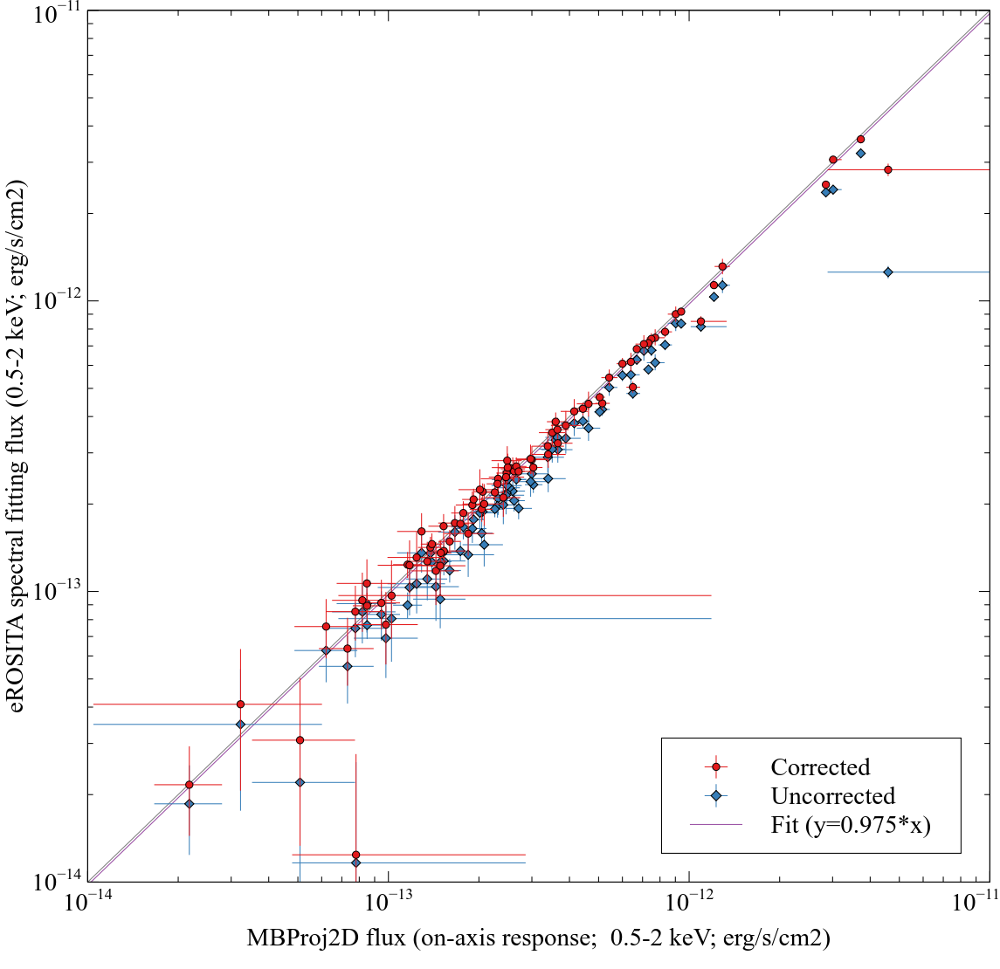 10−11
10−12
10−13
10−14
eROSITA spectral fitting flux (0.5-2 keV; erg/s/cm2)
Corrected
Uncorrected
Fit (y=0.975*x)
10−14 10−13 10−12 10−11
MBProj2D flux (on-axis response; 0.5-2 keV; erg/s/cm2)